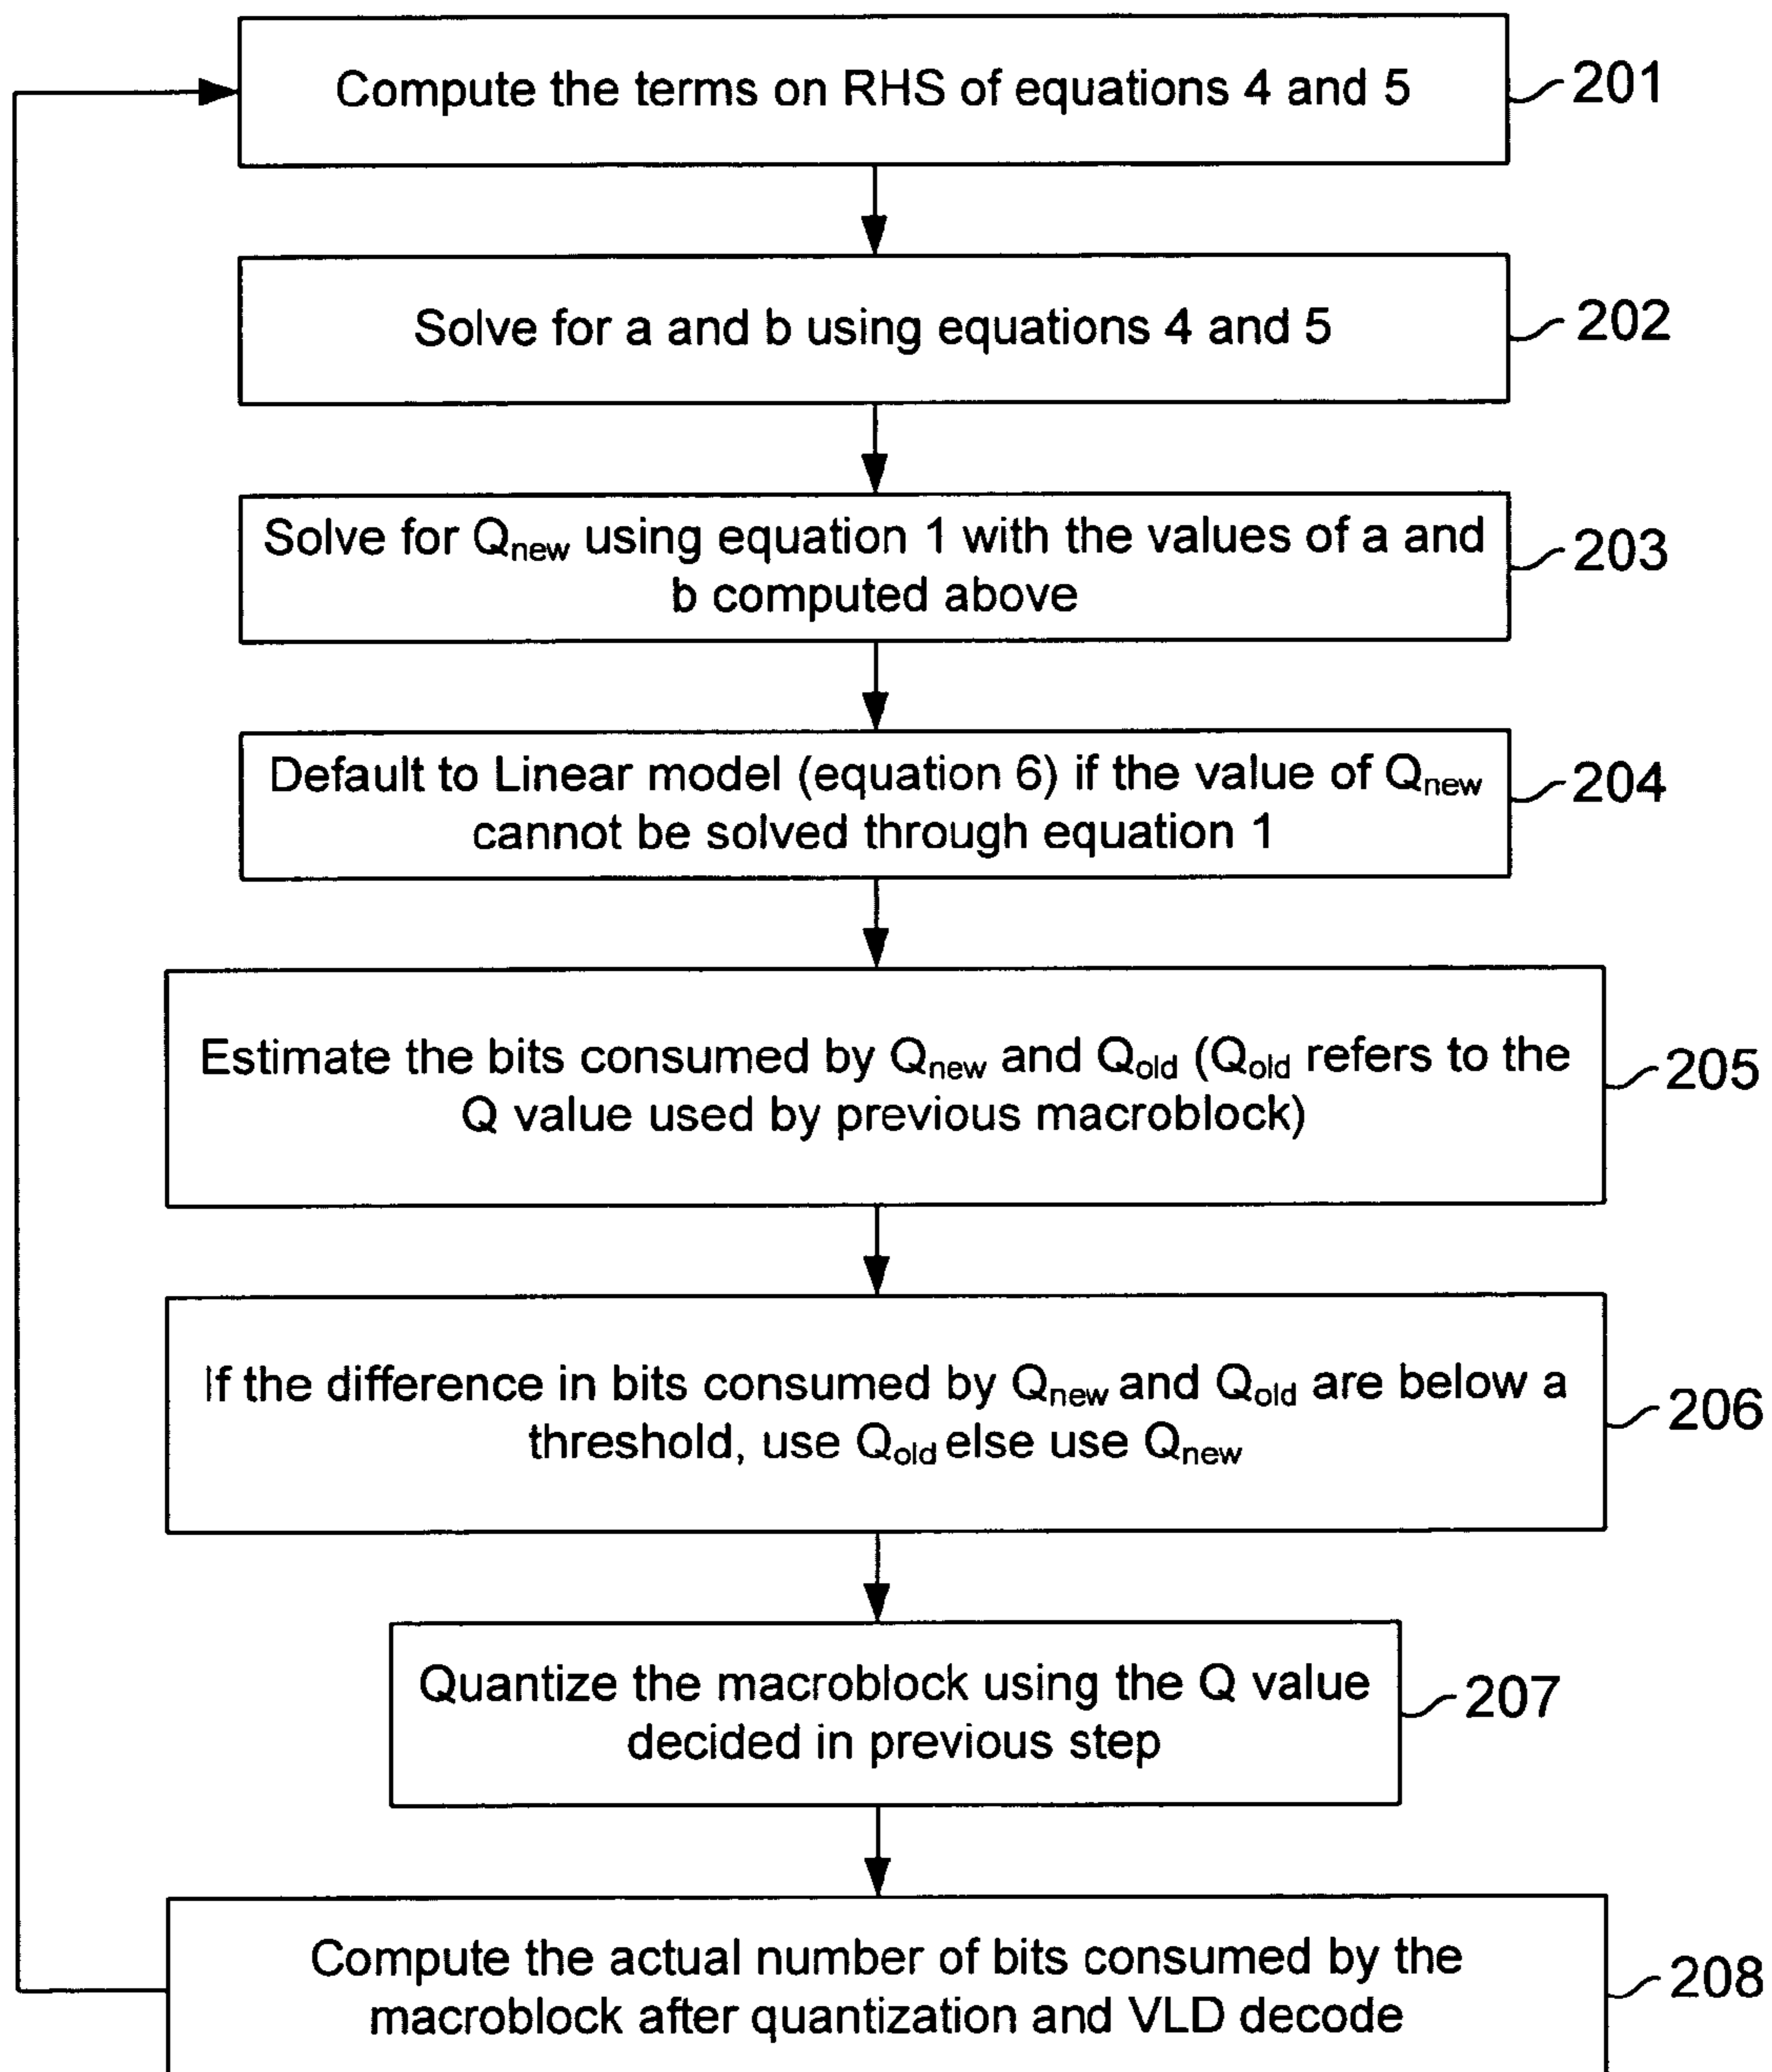 Compute the terms on RHS of equations 4 and 5
201
Solve for a and b using equations 4 and 5
202
Solve for Qnew using equation 1 with the values of a and
b computed above
203
Default to Linear model (equation 6) if the value of Qnew
cannot be solved through equation 1
204
Estimate the bits consumed by Qnew and Qold (Qold refers to the
Q value used by previous macroblock)
205
If the difference in bits consumed by Qnew and Qold are below a
threshold, use Qold else use Qnew
206
Quantize the macroblock using the Q value
decided in previous step
207
Compute the actual number of bits consumed by the
macroblock after quantization and VLD decode
208